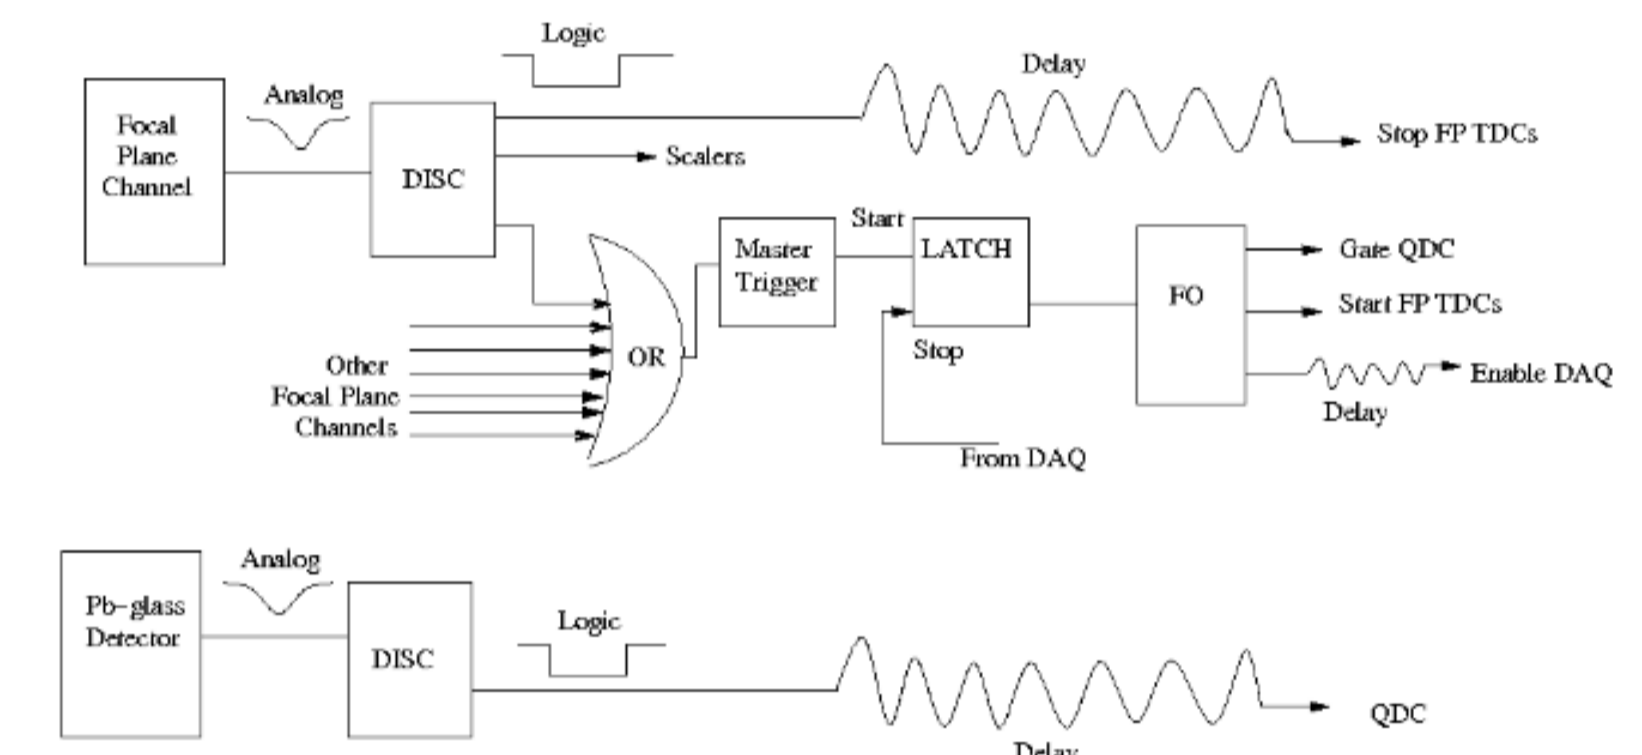 Logic
Delay
Analog
Focal
Plane
Channel
DISC
Stop FP TDCs
Scalers
Start
Master
Trigger
LATCH
Gate QDC
FO
Start FP TDCs
Stop
OR
Other
Focal Plane
Channels
Enable DAQ
Delay
From DAQ
Analog
Pb-glass
Detector
Logic
DISC
QDC
Delay